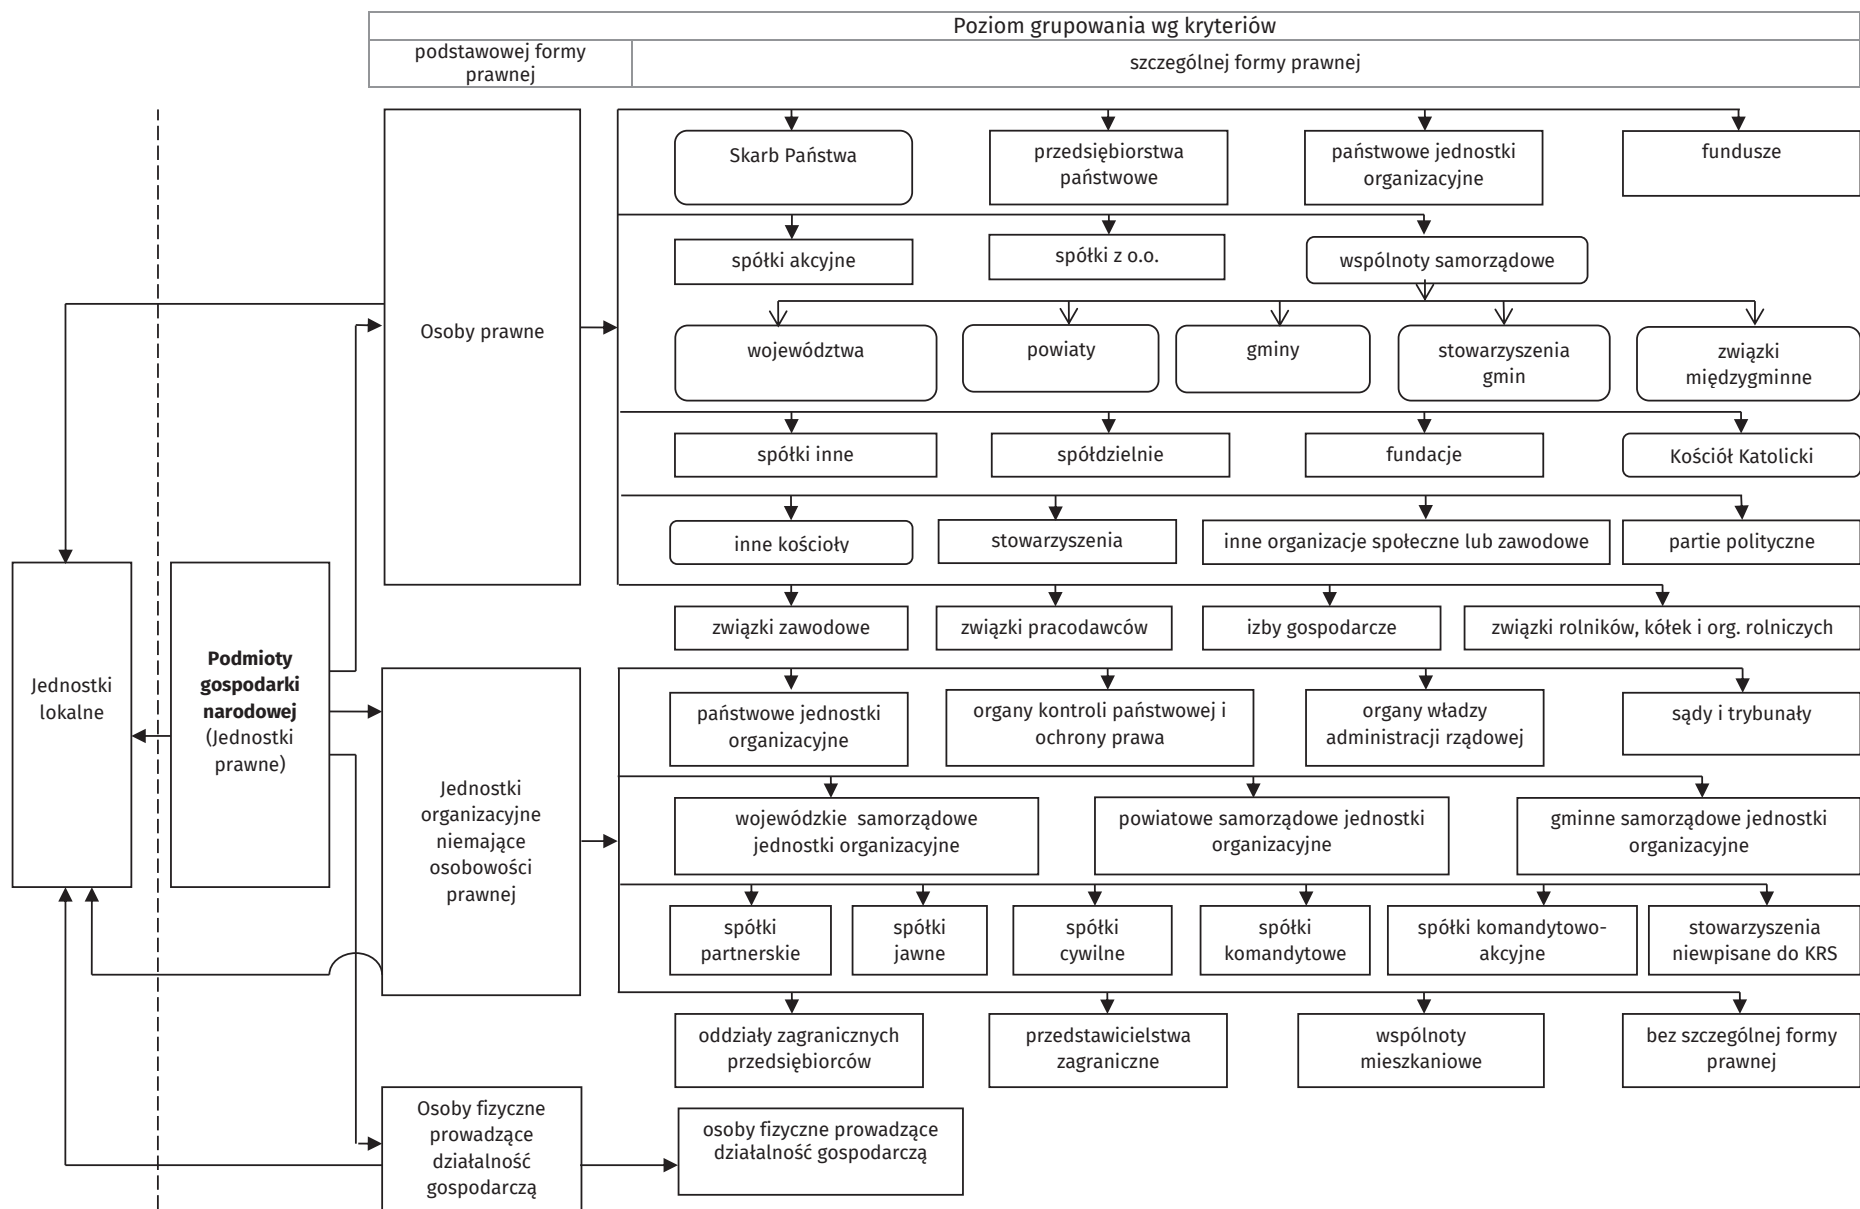 Poziom grupowania wg kryteriów
podstawowej formy
prawnej
szczególnej formy prawnej
Osoby prawne
Skarb Państwa
przedsiębiorstwa
państwowe
państwowe jednostki
organizacyjne
fundusze
spółki akcyjne
spółki z o.o.
wspólnoty samorządowe
województwa
powiaty
gminy
stowarzyszenia
gmin
związki
międzygminne
spółki inne
spółdzielnie
fundacje
Kościół Katolicki
inne kościoły
stowarzyszenia
inne organizacje społeczne lub zawodowe
partie polityczne
związki zawodowe
związki pracodawców
izby gospodarcze
związki rolników, kółek i org. rolniczych
Jednostki
lokalne
Podmioty
gospodarki
narodowej
(Jednostki
prawne)
Jednostki
organizacyjne
niemające
osobowości
prawnej
państwowe jednostki
organizacyjne
organy kontroli państwowej i
ochrony prawa
organy władzy
administracji rządowej
sądy i trybunały
wojewódzkie  samorządowe
jednostki organizacyjne
powiatowe samorządowe jednostki
organizacyjne
gminne samorządowe jednostki
organizacyjne
spółki
partnerskie
spółki
jawne
spółki
cywilne
spółki
komandytowe
spółki komandytowo-
akcyjne
stowarzyszenia
niewpisane do KRS
oddziały zagranicznych
przedsiębiorców
przedstawicielstwa
zagraniczne
wspólnoty
mieszkaniowe
bez szczególnej formy
prawnej
Osoby fizyczne
prowadzące
działalność
gospodarczą
osoby fizyczne prowadzące
działalność gospodarczą